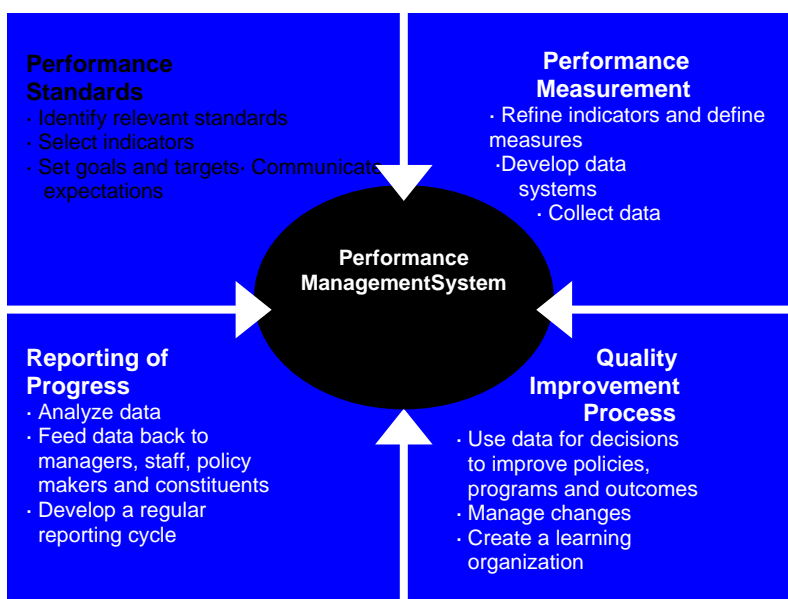 Performance
Standards
· Identify relevant standards
· Select indicators
· Set goals and targets· Communicate
expectations
Performance
Measurement
· Refine indicators and define
measures
·Develop data
systems
· Collect data
Performance
ManagementSystem
Reporting of
Progress
· Analyze data
· Feed data back to
managers, staff, policy
makers and constituents
· Develop a regular
reporting cycle
Quality
Improvement
Process
· Use data for decisions
to improve policies,
programs and outcomes
· Manage changes
· Create a learning
organization